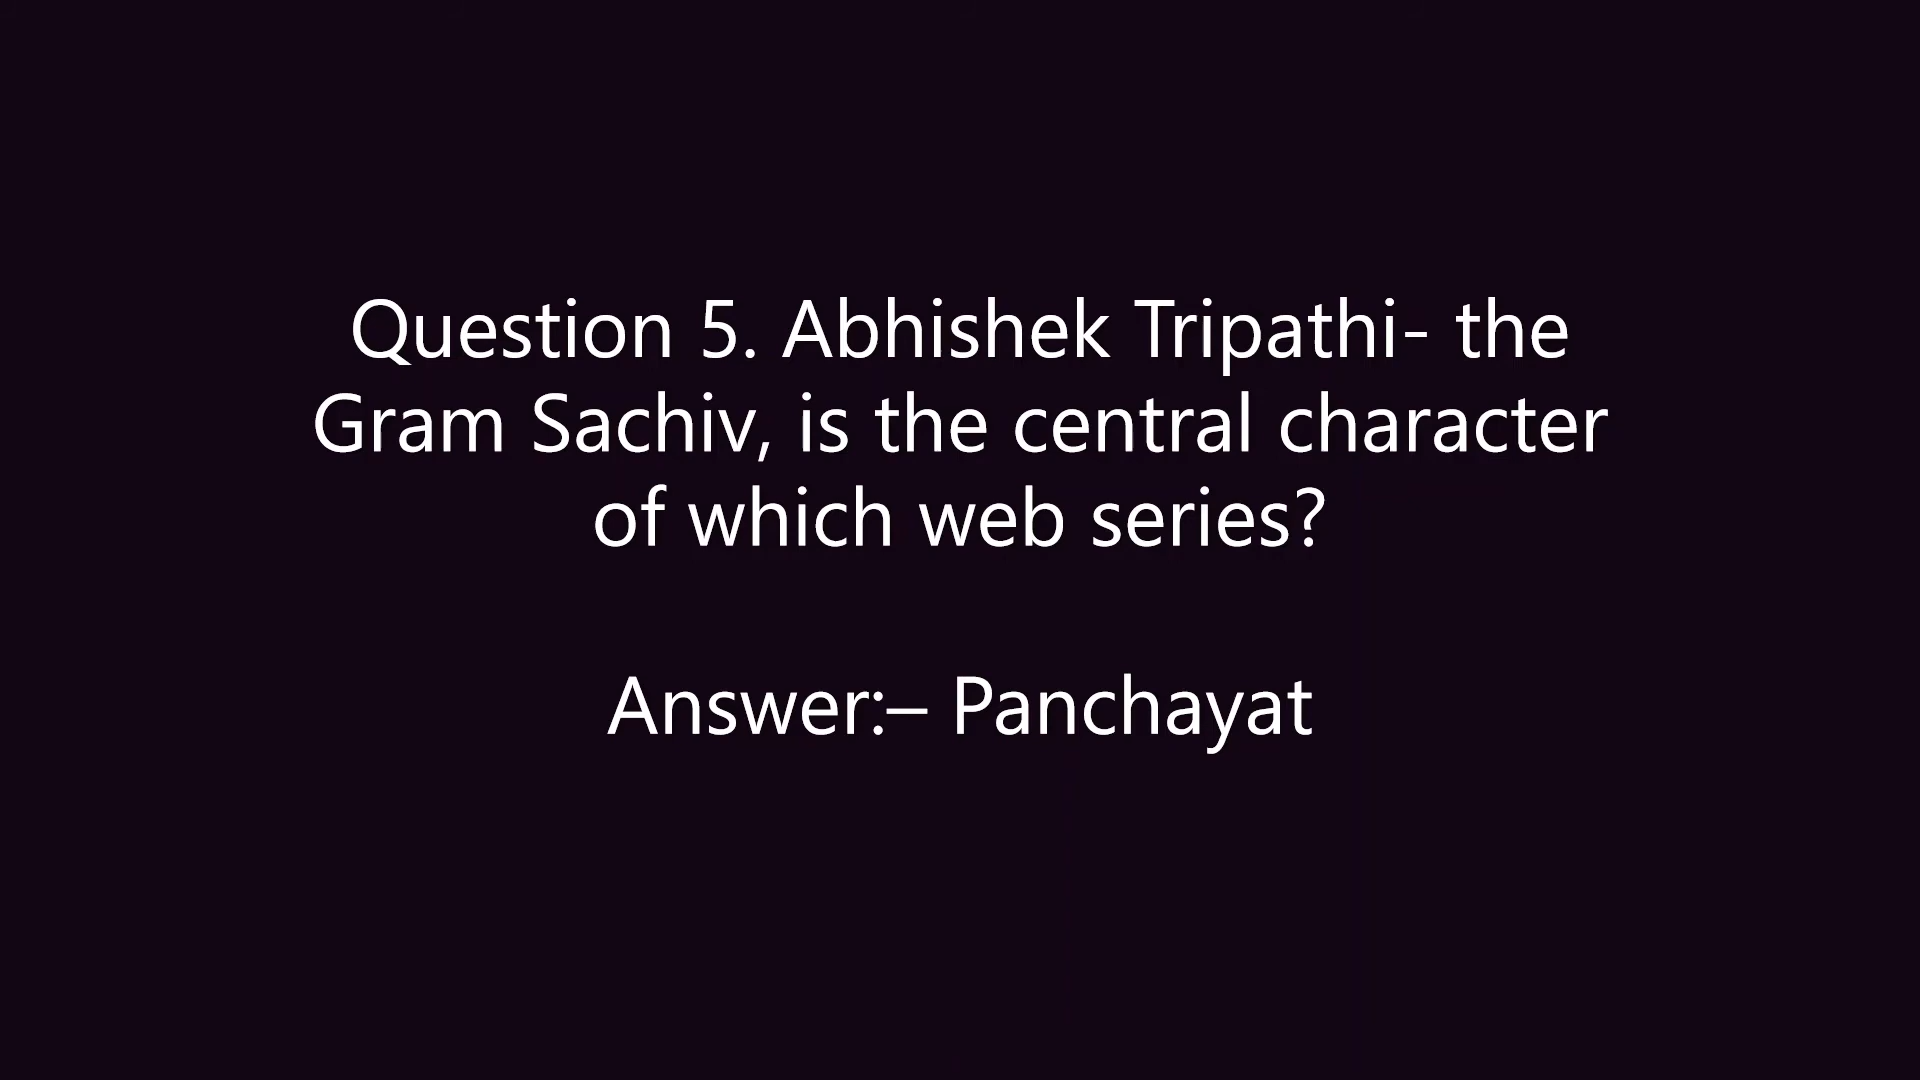 Question 5. Abhishek Tripathi- the
Gram Sachiv, is the central character
of which web series?
Answer:– Panchayat